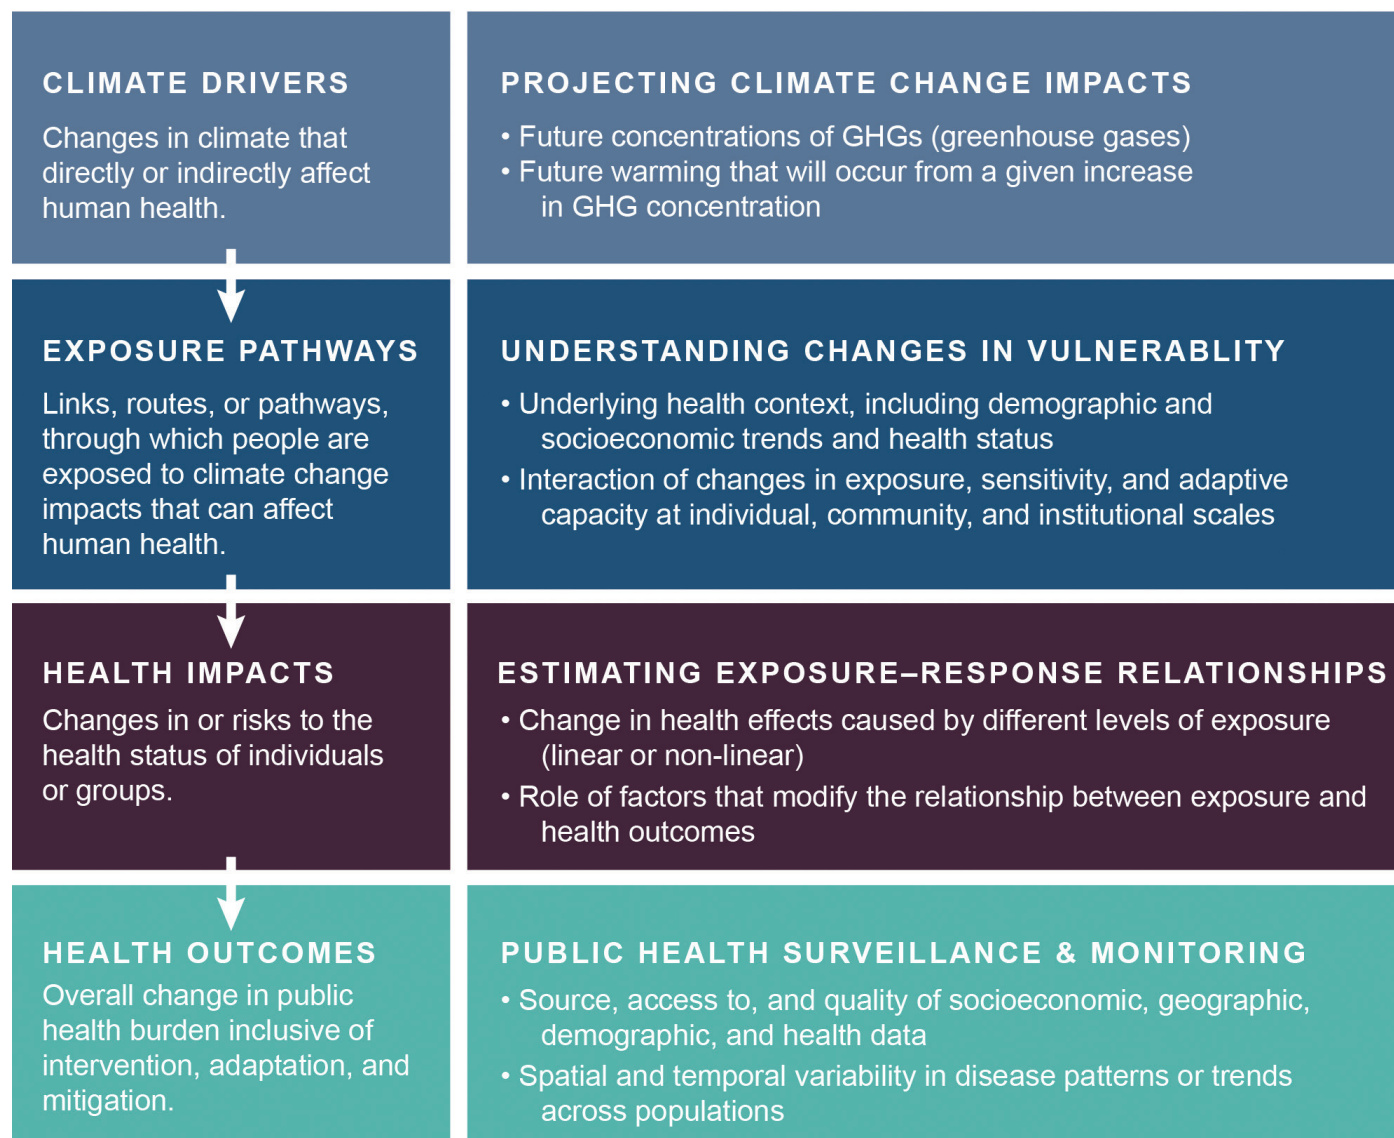 CLIMATE DRIVERS
Changes in climate that
directly or indirectly affect
human health.
PROJECTING CLIMATE CHANGE IMPACTS
• Future concentrations of GHGs (greenhouse gases)
• Future warming that will occur from a given increase
in GHG concentration
EXPOSURE PATHWAYS
Links, routes, or pathways,
through which people are
exposed to climate change
impacts that can affect
human health.
UNDERSTANDING CHANGES IN VULNERABLITY
• Underlying health context, including demographic and
socioeconomic trends and health status
• Interaction of changes in exposure, sensitivity, and adaptive
capacity at individual, community, and institutional scales
HEALTH IMPACTS
Changes in or risks to the
health status of individuals
or groups.
ESTIMATING EXPOSURE–RESPONSE RELATIONSHIPS
• Change in health effects caused by different levels of exposure
(linear or non-linear)
• Role of factors that modify the relationship between exposure and
health outcomes
HEALTH OUTCOMES
Overall change in public
health burden inclusive of
intervention, adaptation, and
mitigation.
PUBLIC HEALTH SURVEILLANCE & MONITORING
• Source, access to, and quality of socioeconomic, geographic,
demographic, and health data
• Spatial and temporal variability in disease patterns or trends
across populations